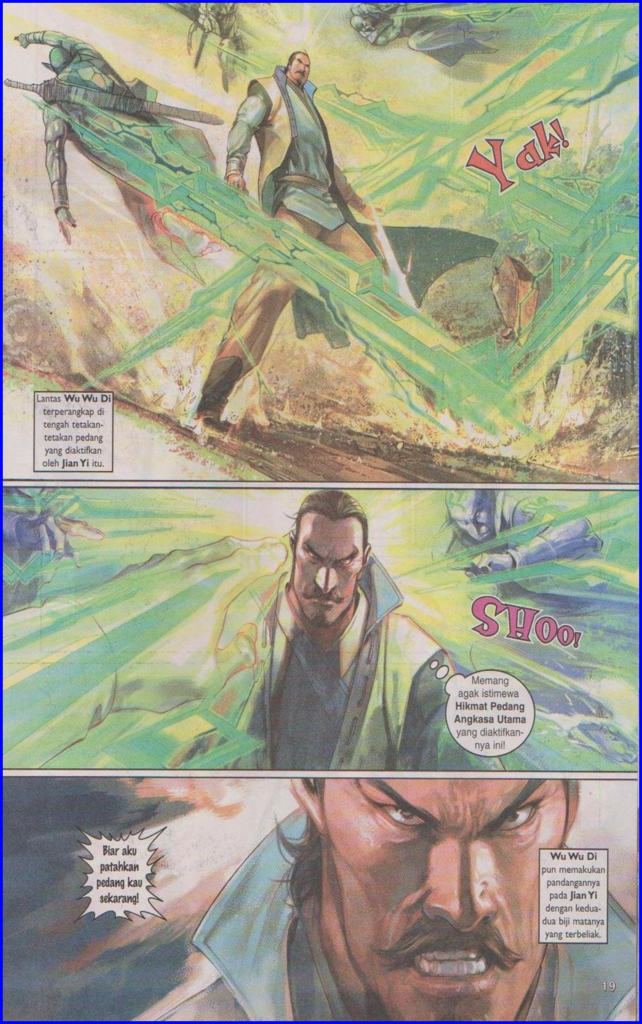 Yak!
Lantas Wu Wu Di
terperangkap di
tengah tetakan-
tetakan pedang
yang diaktifkan
oleh Jian Yi itu.
SHOO!
Memang
agak istimewa
Hikmat Pedang
Angkasa Utama
yang diaktifkan-
nya ini!
Biar aku
patahkan
pedang kau
sekarang!
Wu Wu Di
pun memakukan
pandangannya
pada Jian Yi
dengan kedua-
dua biji matanya
yang terbeliak.
19